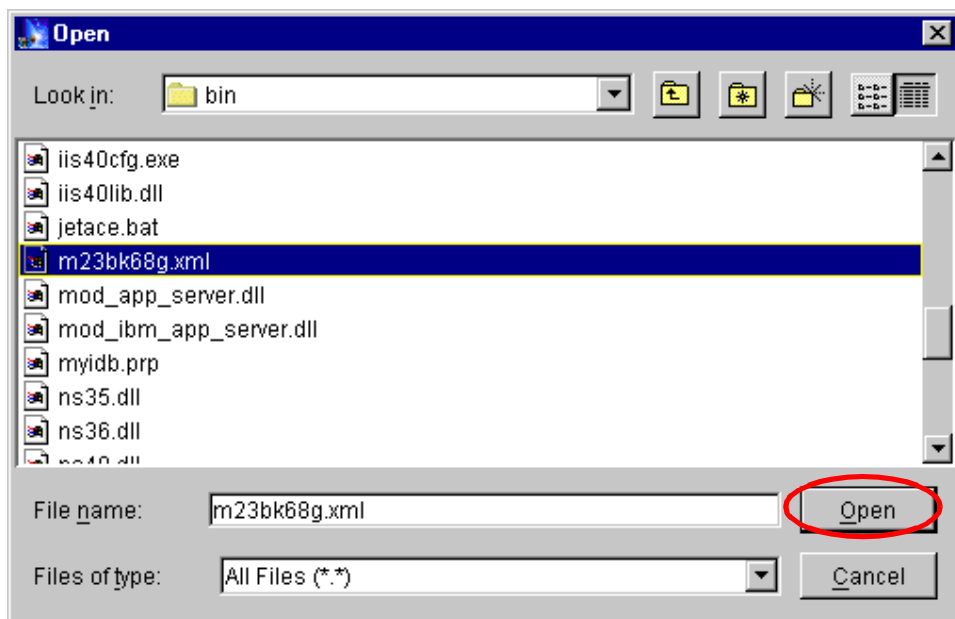 Open
Look in: bin
iis40cfg.exe
iis40lib.dll
jetace.bat
m23bk68g.xml
mod_app_server.dll
mod_ibm_app_server.dll
myidb.prp
ns35.dll
ns36.dll
File name: m23bk68g.xml Open
Files of type: All Files (*.*) Cancel